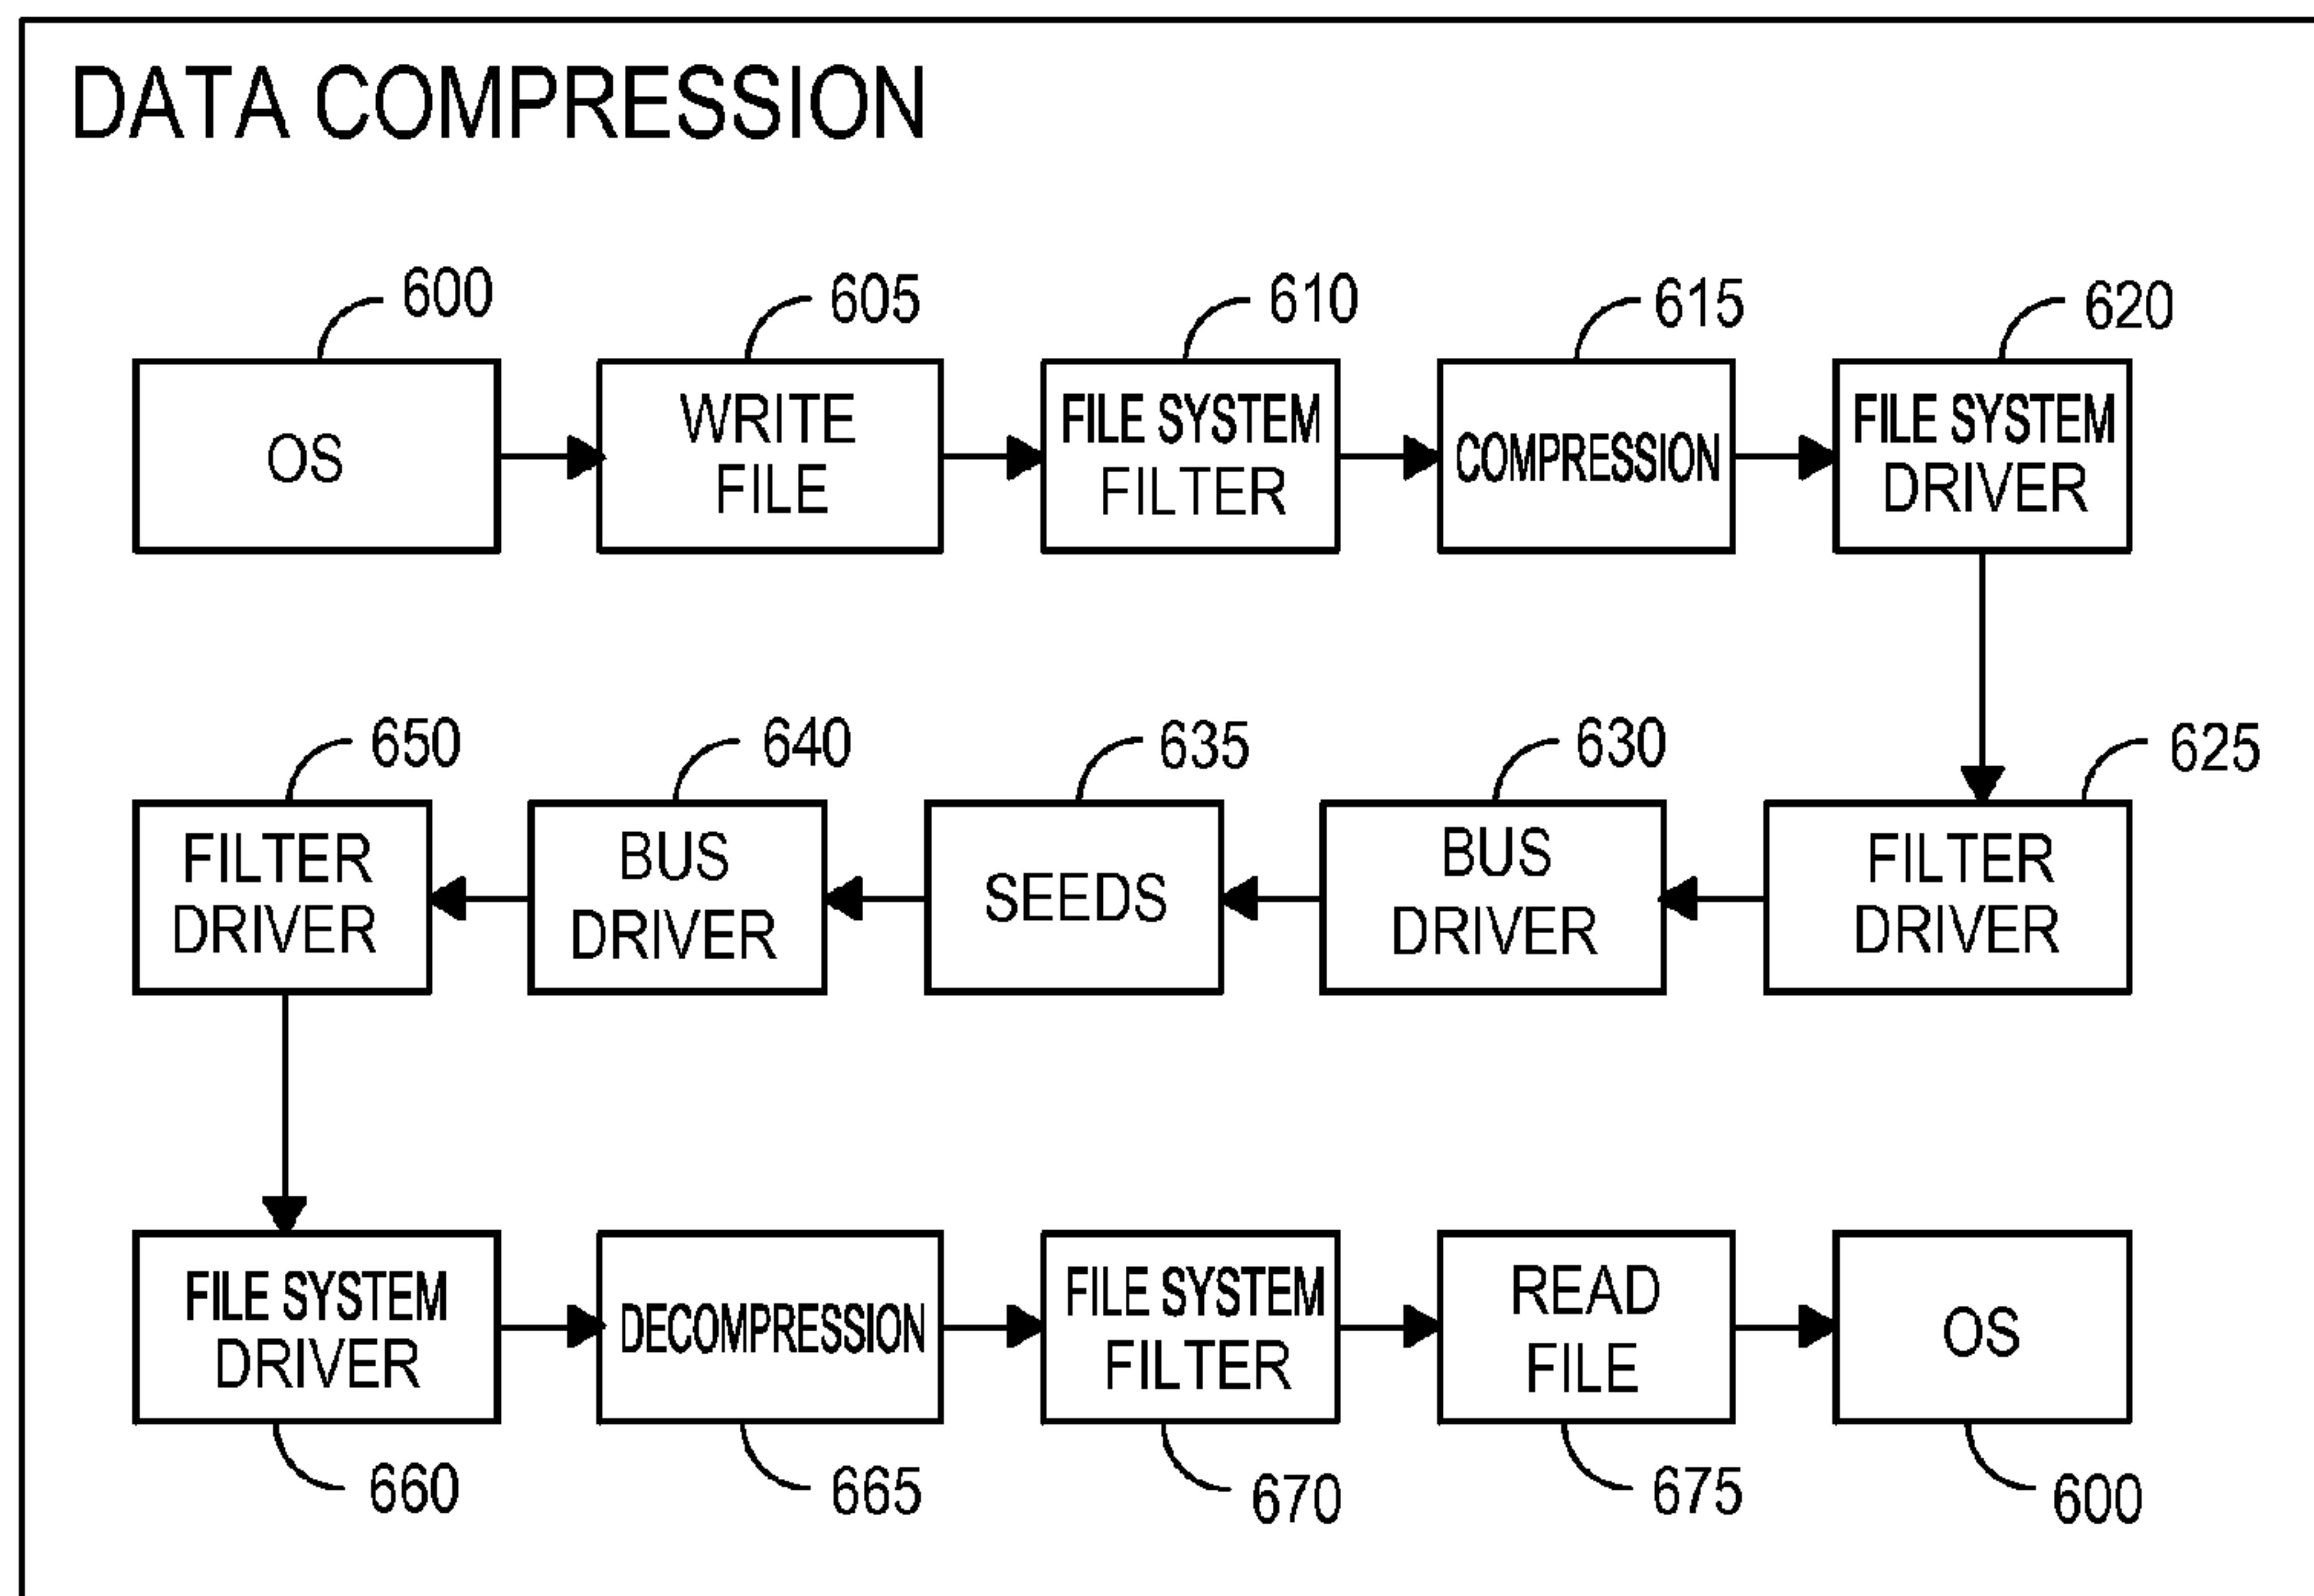 DATA COMPRESSION
600
605
610
615
620
OS
WRITE
FILE
FILE SYSTEM
FILTER
COMPRESSION
FILE SYSTEM
DRIVER
650
640
635
630
625
FILTER
DRIVER
BUS
DRIVER
SEEDS
BUS
DRIVER
FILTER
DRIVER
FILE SYSTEM
DRIVER
DECOMPRESSION
FILE SYSTEM
FILTER
READ
FILE
OS
660
665
670
675
600